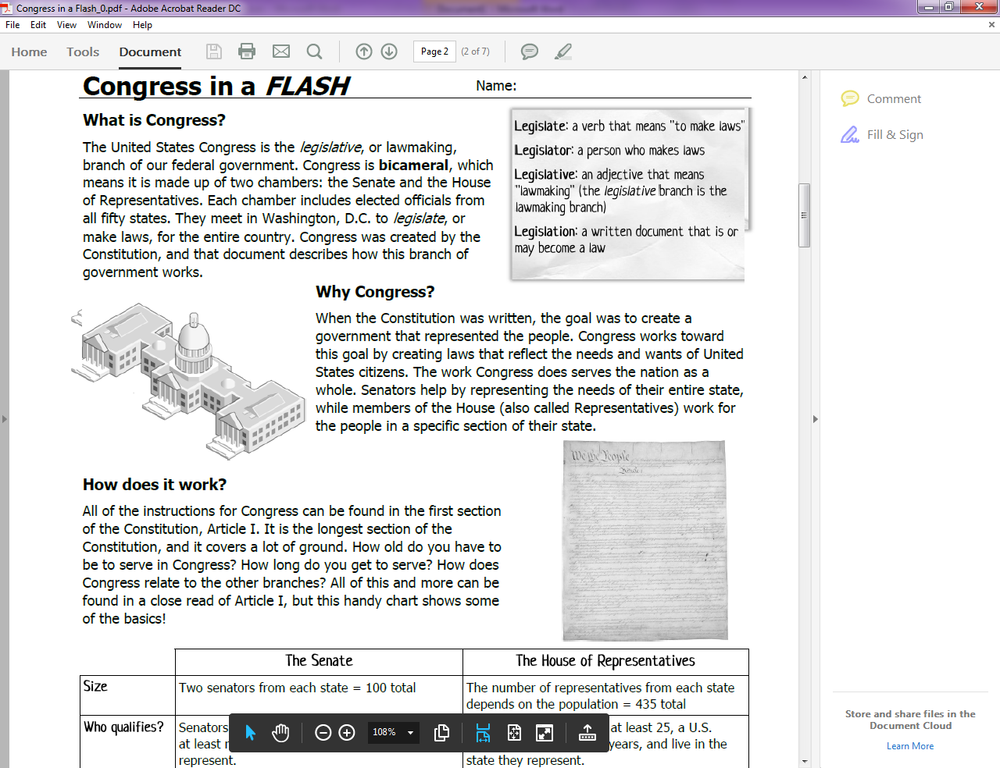 Congress in a Flash_0.pdf - Adobe Acrobat Reader DC
File Edit View Window Help
Home Tools Document Page 2 (2 of 7)
Congress in a FLASH Name:
What is Congress?
The United States Congress is the legislative, or lawmaking,
branch of our federal government. Congress is bicameral, which
means it is made up of two chambers: the Senate and the House
of Representatives. Each chamber includes elected officials from
all fifty states. They meet in Washington, D.C. to legislate, or
make laws, for the entire country. Congress was created by the
Constitution, and that document describes how this branch of
government works.
Legislate: a verb that means "to make laws"
Legislator: a person who makes laws
Legislative: an adjective that means
"lawmaking" (the legislative branch is the
lawmaking branch)
Legislation: a written document that is or
may become a law
Why Congress?
When the Constitution was written, the goal was to create a
government that represented the people. Congress works toward
this goal by creating laws that reflect the needs and wants of United
States citizens. The work Congress does serves the nation as a
whole. Senators help by representing the needs of their entire state,
while members of the House (also called Representatives) work for
the people in a specific section of their state.
We the People
Article I
How does it work?
All of the instructions for Congress can be found in the first section
of the Constitution, Article I. It is the longest section of the
Constitution, and it covers a lot of ground. How old do you have to
be to serve in Congress? How long do you get to serve? How does
Congress relate to the other branches? All of this and more can be
found in a close read of Article I, but this handy chart shows some
of the basics!
The Senate The House of Representatives
Size Two senators from each state = 100 total The number of representatives from each state
depends on the population = 435 total
Who qualifies? Senators at least 25, a U.S.
at least years, and live in the
represent. state they represent.
108%
Comment
Fill & Sign
Store and share files in the
Document Cloud
Learn More